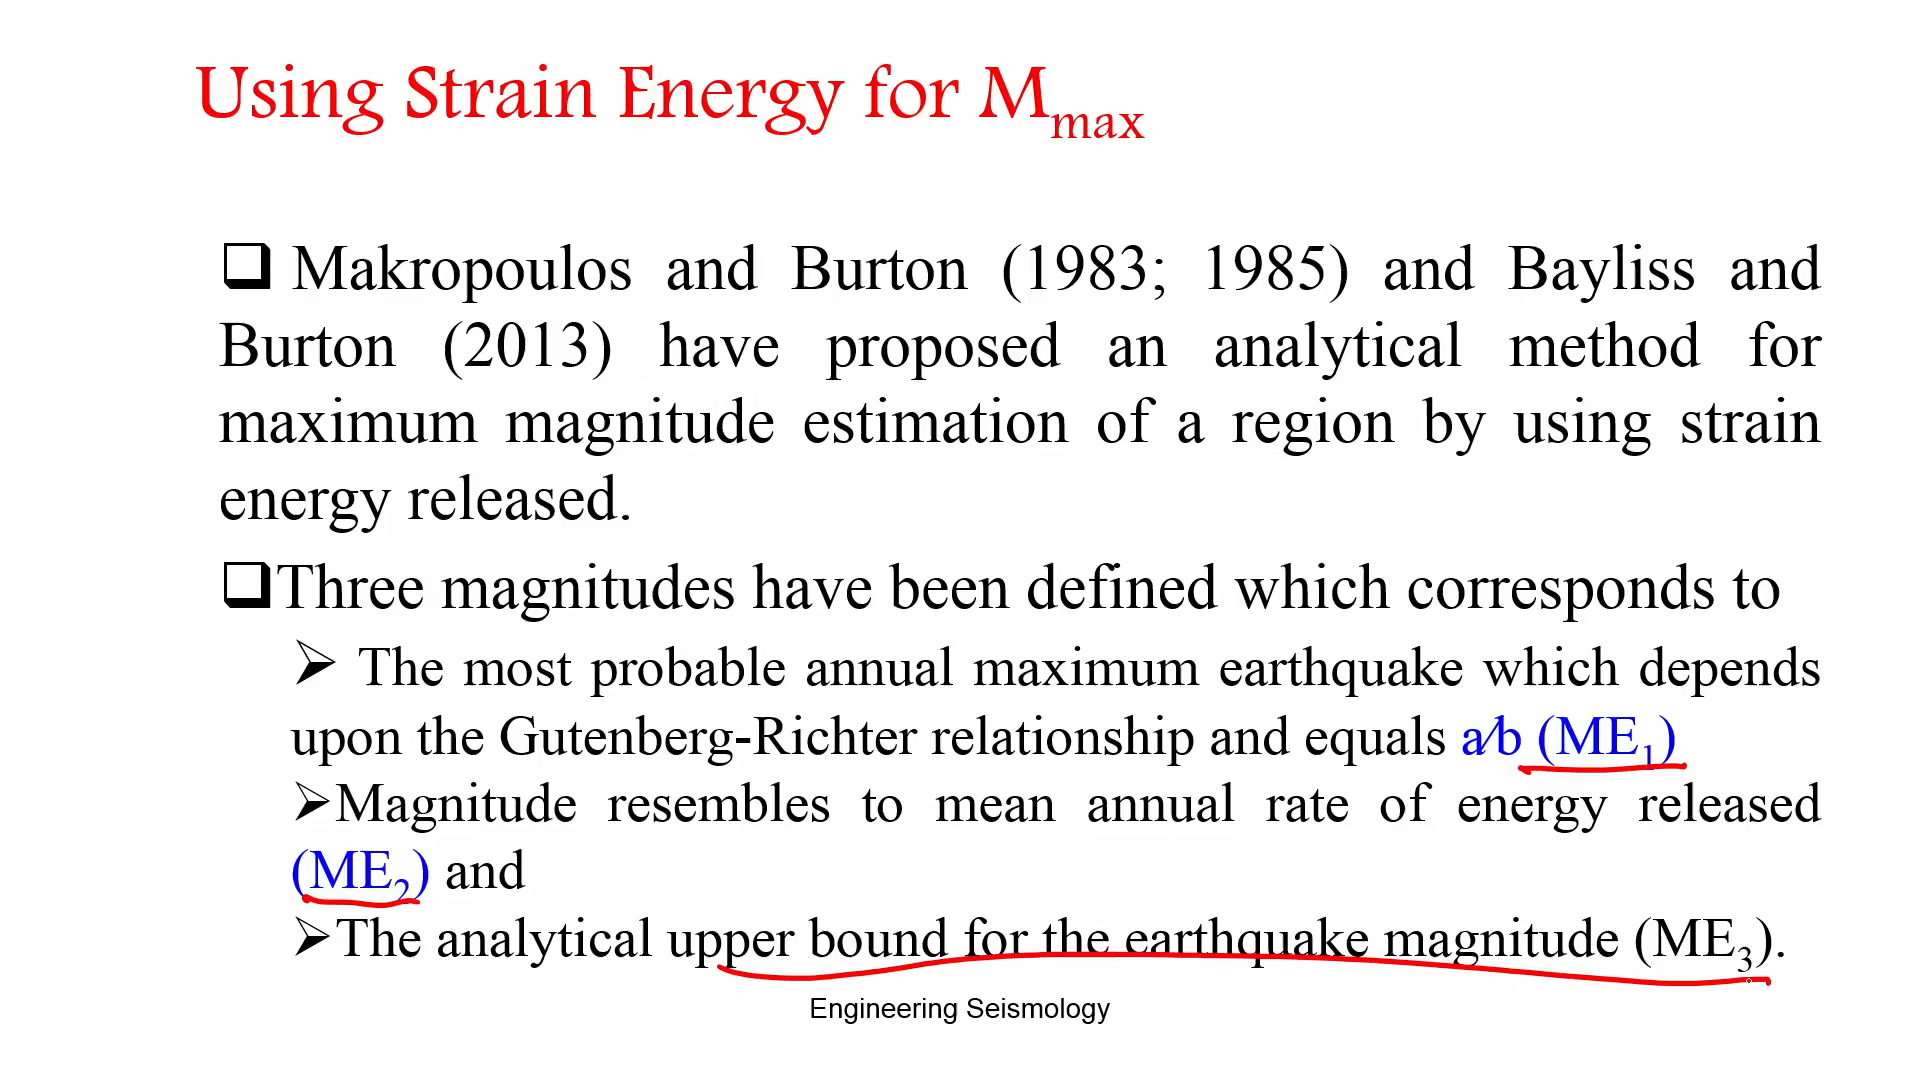 Using Strain Energy for Mmax
❑ Makropoulos and Burton (1983; 1985) and Bayliss and
Burton (2013) have proposed an analytical method for
maximum magnitude estimation of a region by using strain
energy released.
❑Three magnitudes have been defined which corresponds to
➢ The most probable annual maximum earthquake which depends
upon the Gutenberg-Richter relationship and equals a∕b (ME1)
➢Magnitude resembles to mean annual rate of energy released
(ME2) and
➢The analytical upper bound for the earthquake magnitude (ME3).
Engineering Seismology